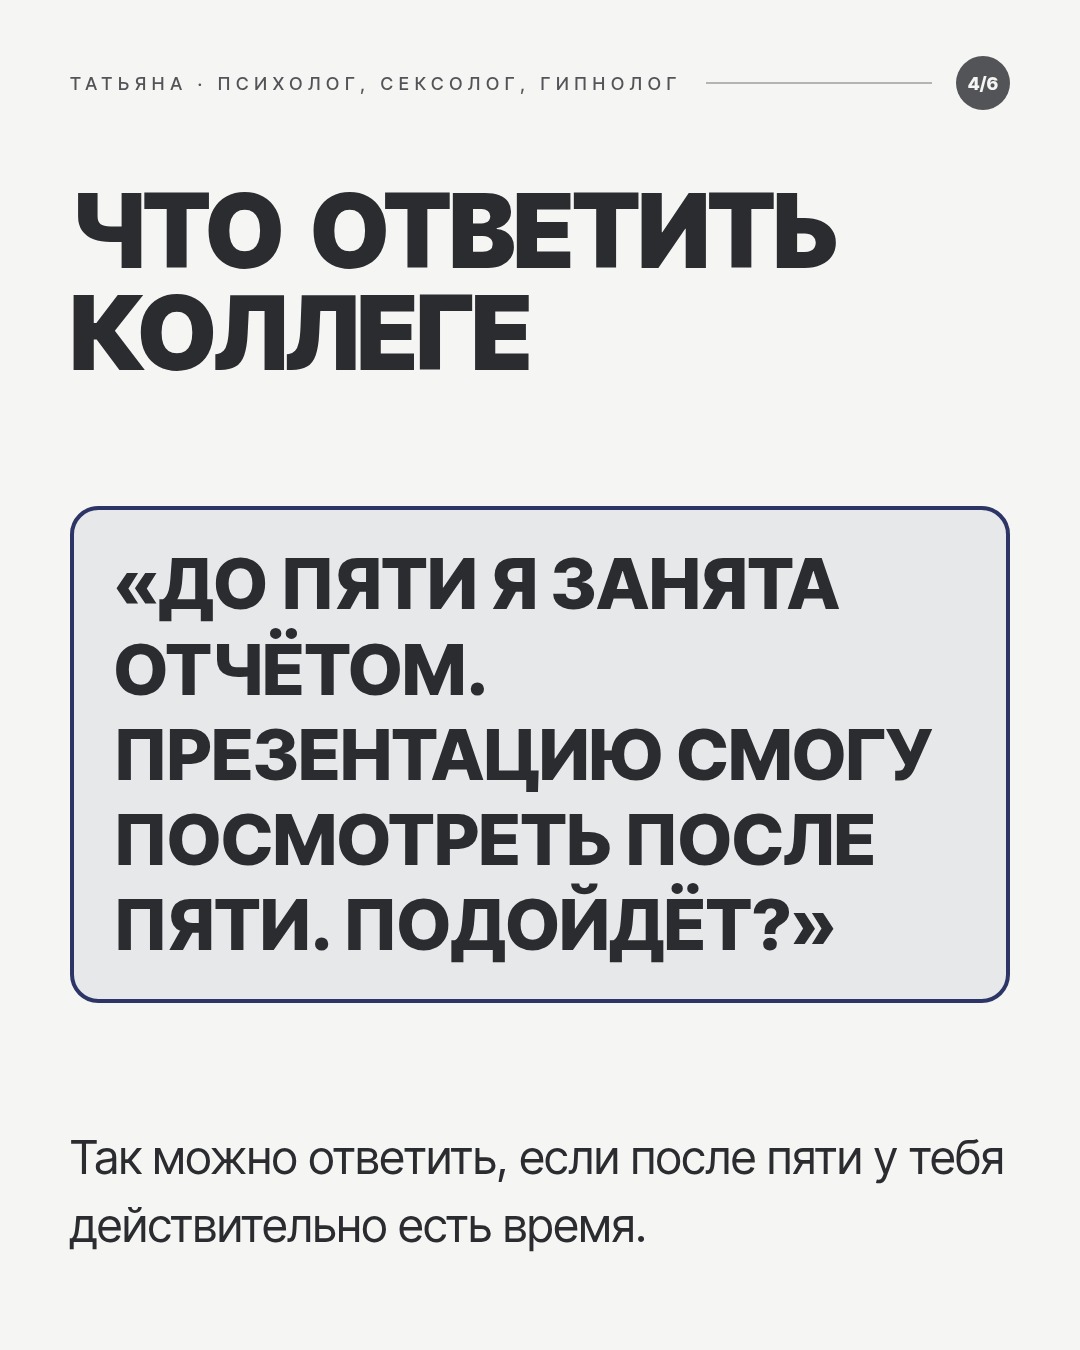 ТАТЬЯНА · ПСИХОЛОГ, СЕКСОЛОГ, ГИПНОЛОГ
4/6
ЧТО ОТВЕТИТЬ
КОЛЛЕГЕ
«ДО ПЯТИ Я ЗАНЯТА
ОТЧЁТОМ.
ПРЕЗЕНТАЦИЮ СМОГУ
ПОСМОТРЕТЬ ПОСЛЕ
ПЯТИ. ПОДОЙДЁТ?»
Так можно ответить, если после пяти у тебя
действительно есть время.